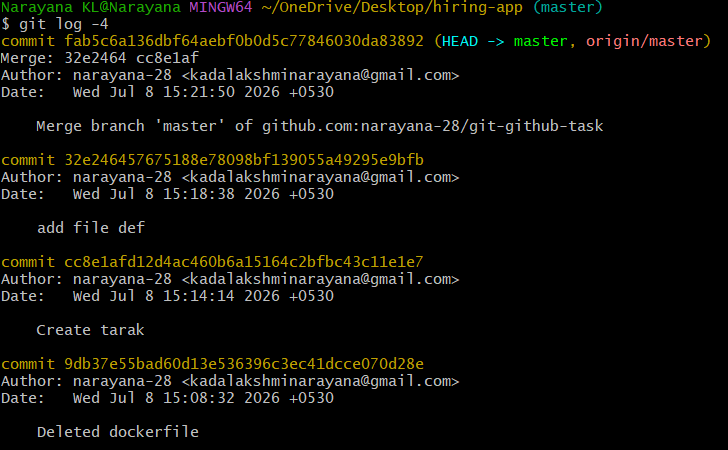 Narayana KL@Narayana MINGW64 ~/OneDrive/Desktop/hiring-app (master)
$ git log -4
commit fab5c6a136dbf64aebf0b0d5c77846030da83892 (HEAD -> master, origin/master)
Merge: 32e2464 cc8e1af
Author: narayana-28 <kadalakshminarayana@gmail.com>
Date:   Wed Jul 8 15:21:50 2026 +0530

    Merge branch 'master' of github.com:narayana-28/git-github-task

commit 32e246457675188e78098bf139055a49295e9bfb
Author: narayana-28 <kadalakshminarayana@gmail.com>
Date:   Wed Jul 8 15:18:38 2026 +0530

    add file def

commit cc8e1afd12d4ac460b6a15164c2bfbc43c11e1e7
Author: narayana-28 <kadalakshminarayana@gmail.com>
Date:   Wed Jul 8 15:14:14 2026 +0530

    Create tarak

commit 9db37e55bad60d13e536396c3ec41dcce070d28e
Author: narayana-28 <kadalakshminarayana@gmail.com>
Date:   Wed Jul 8 15:08:32 2026 +0530

    Deleted dockerfile